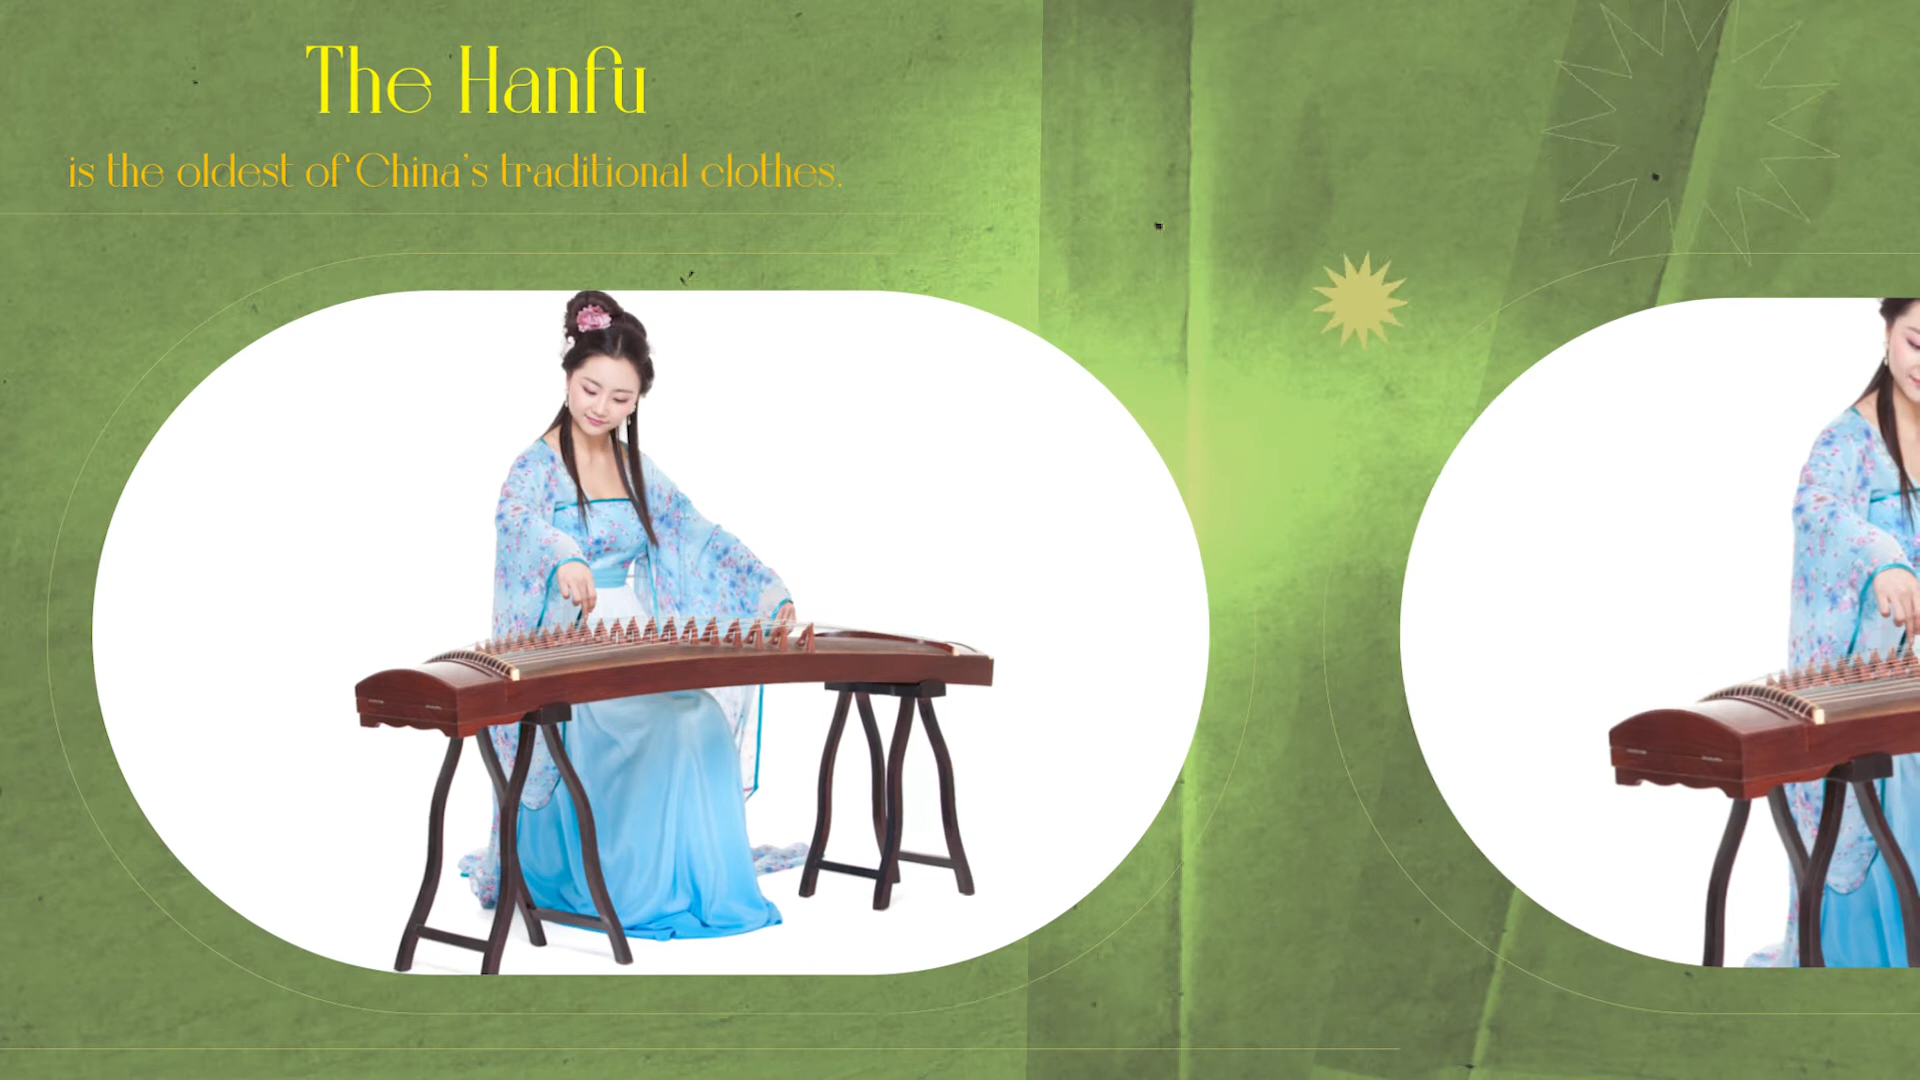 The Hanfu
is the oldest of China's traditional clothes.